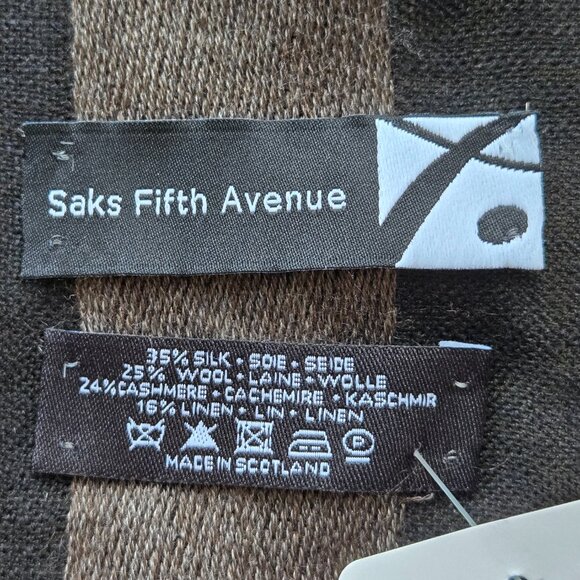 Saks Fifth Avenue
35% SILK • SOIE • SEIDE
25% WOOL • LAINE • WOLLE
24% CASHMERE • CACHEMIRE • KASCHMIR
16% LINEN • LIN • LINEN
P
MADE IN SCOTLAND